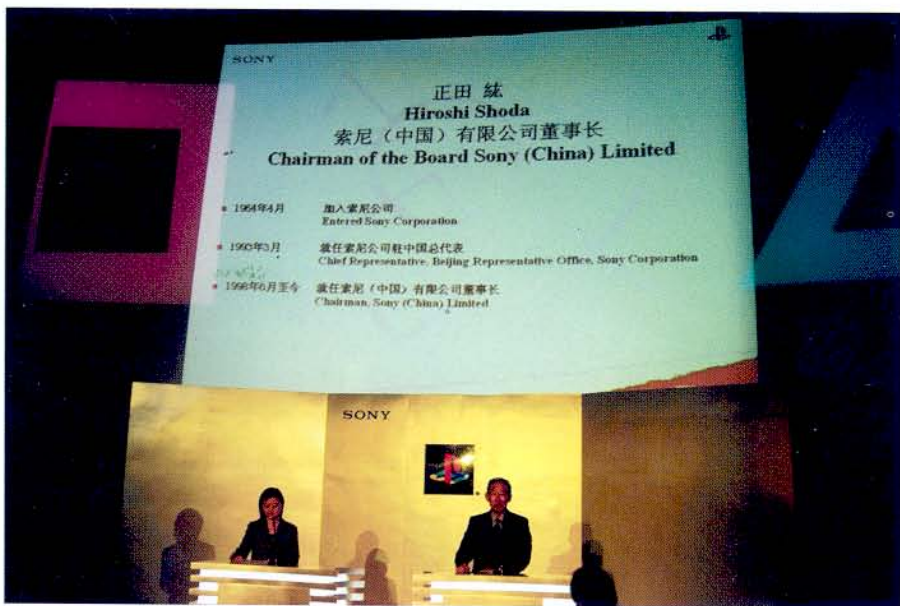 SONY
正田 紘
Hiroshi Shoda
索尼（中国）有限公司董事长
Chairman of the Board Sony (China) Limited
1964年4月 加入索尼公司
Entered Sony Corporation
1993年3月 就任索尼公司驻中国总代表
Chief Representative, Beijing Representative Office, Sony Corporation
1998年6月至今 就任索尼（中国）有限公司董事长
Chairman, Sony (China) Limited
SONY